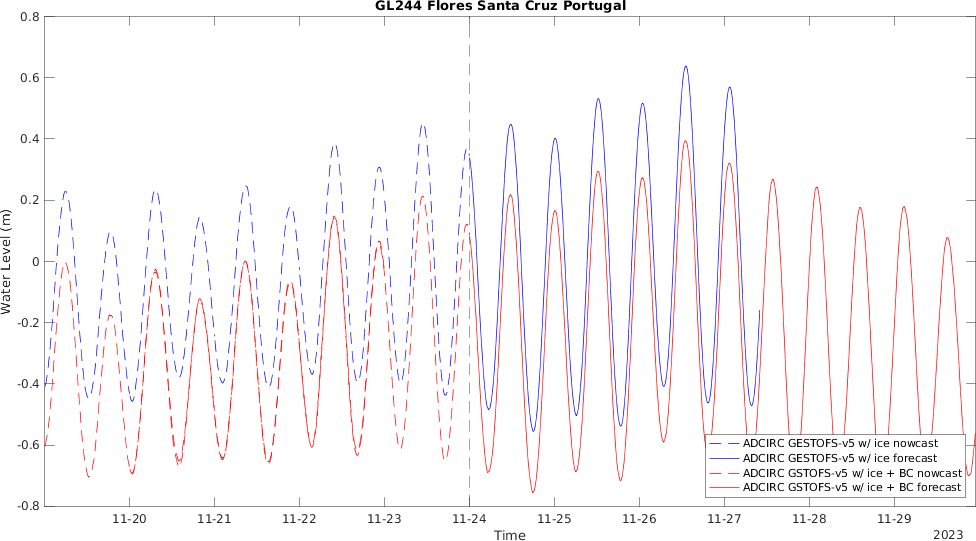 GL244 Flores Santa Cruz Portugal
0.8
0.6
0.4
0.2
0
-0.2
-0.4
-0.6
-0.8
Water Level (m)
ADCIRC GESTOFS-v5 w/ ice nowcast
ADCIRC GESTOFS-v5 w/ ice forecast
ADCIRC GSTOFS-v5 w/ ice + BC nowcast
ADCIRC GSTOFS-v5 w/ ice + BC forecast
11-20 11-21 11-22 11-23 11-24 11-25 11-26 11-27 11-28 11-29
Time
2023